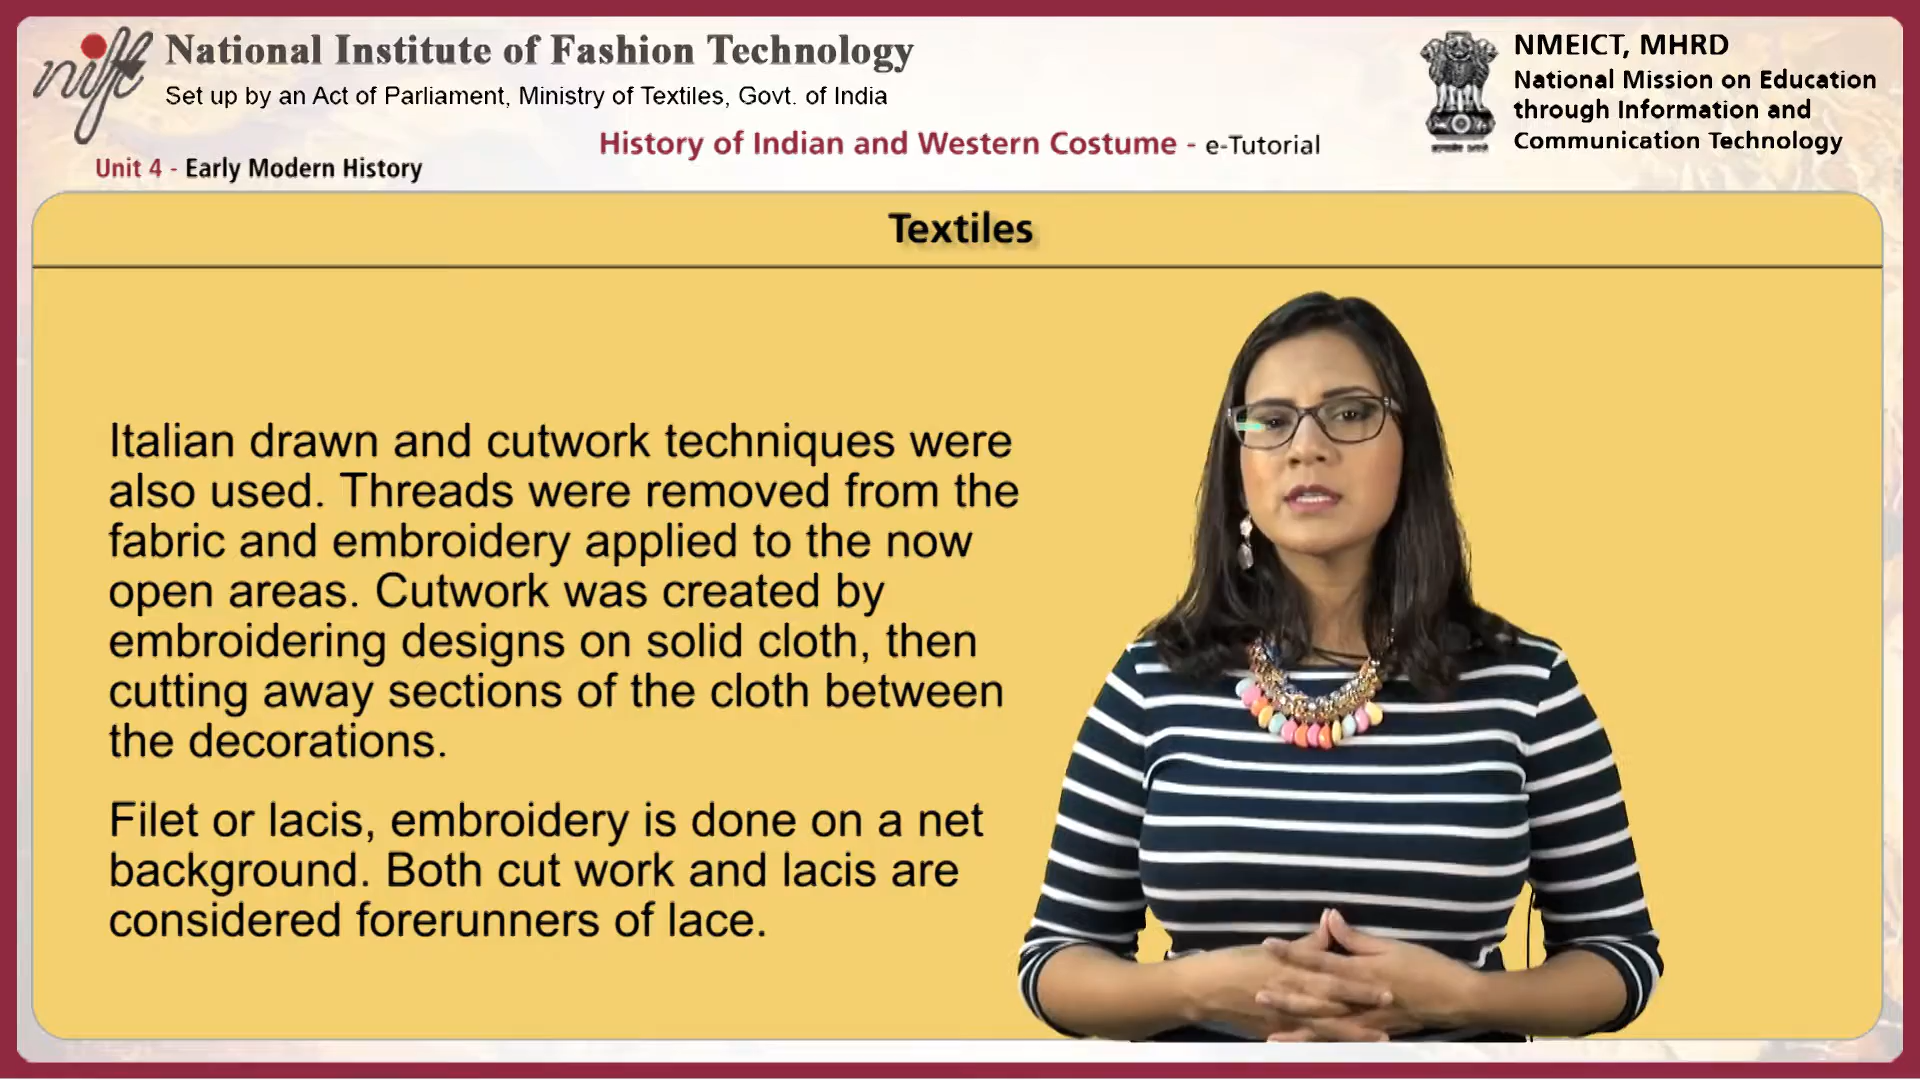 nift
National Institute of Fashion Technology
Set up by an Act of Parliament, Ministry of Textiles, Govt. of India
NMEICT, MHRD
National Mission on Education
through Information and
Communication Technology
History of Indian and Western Costume - e-Tutorial
Unit 4 - Early Modern History
Textiles
Italian drawn and cutwork techniques were
also used. Threads were removed from the
fabric and embroidery applied to the now
open areas. Cutwork was created by
embroidering designs on solid cloth, then
cutting away sections of the cloth between
the decorations.
Filet or lacis, embroidery is done on a net
background. Both cut work and lacis are
considered forerunners of lace.